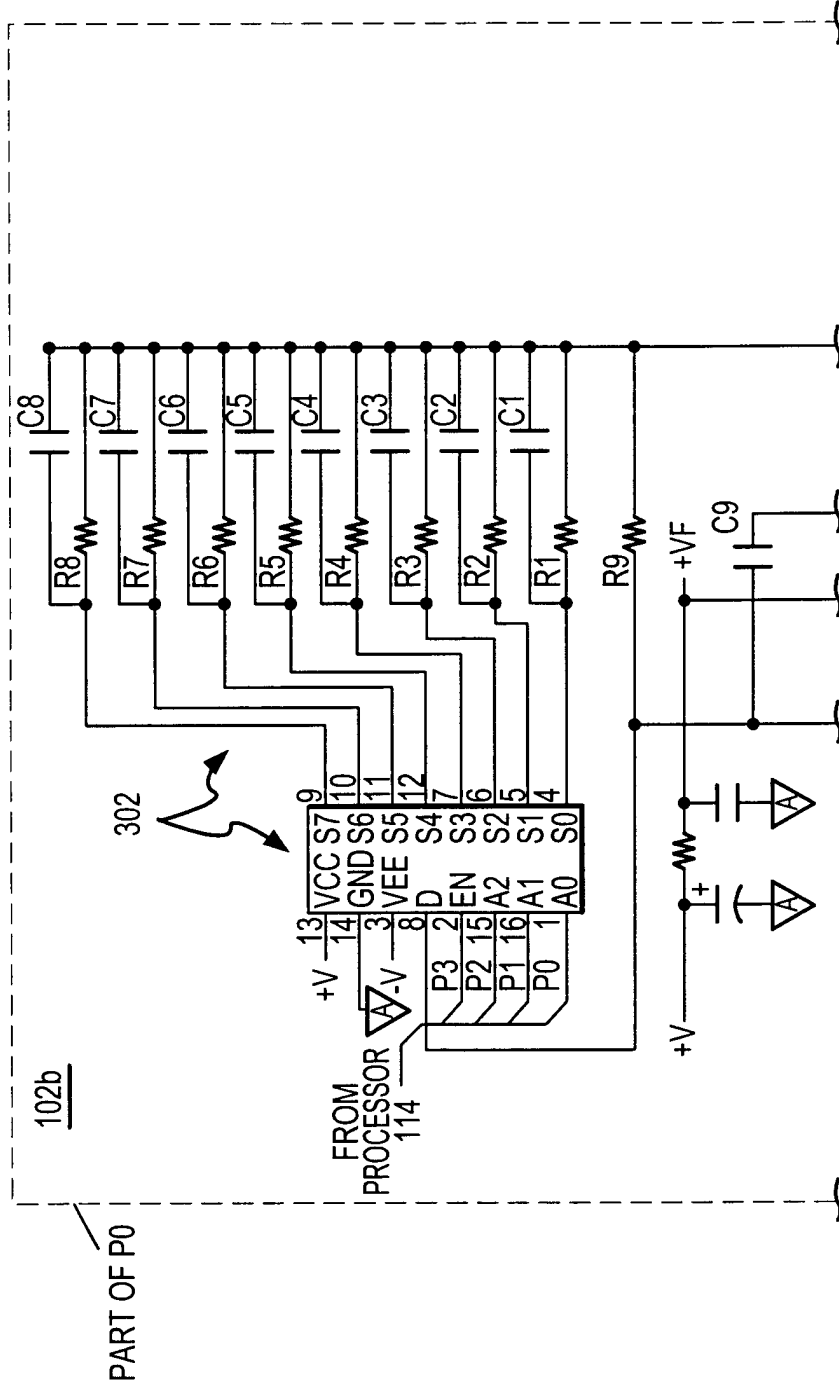 PART OF P0
102b
302
FROM
PROCESSOR
114
+V
-V
A
P3
P2
P1
P0
13
14
3
8
2
15
16
1
VCC S7
GND S6
VEE S5
D S4
EN S3
A2 S2
A1 S1
A0 S0
9
10
11
12
7
6
5
4
R8
R7
R6
R5
R4
R3
R2
R1
R9
C8
C7
C6
C5
C4
C3
C2
C1
C9
+V
+
A
A
+VF